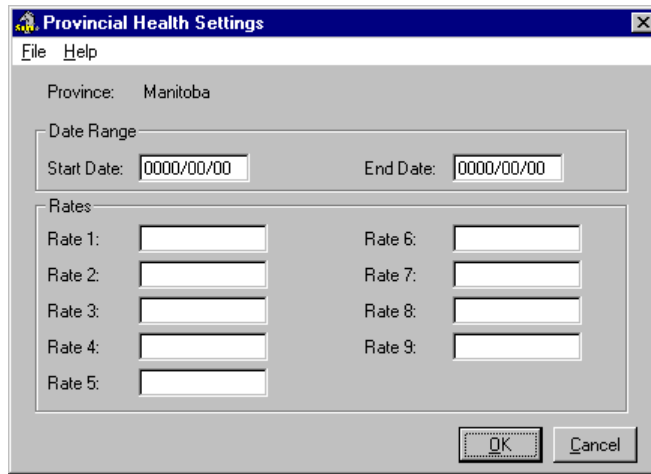 Provincial Health Settings
File Help
Province: Manitoba
Date Range
Start Date: 0000/00/00 End Date: 0000/00/00
Rates
Rate 1: Rate 6:
Rate 2: Rate 7:
Rate 3: Rate 8:
Rate 4: Rate 9:
Rate 5:
OK Cancel